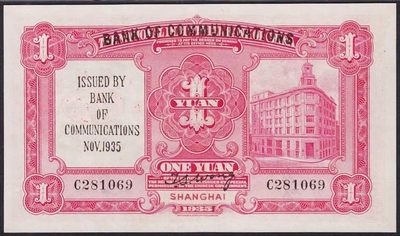 BANK OF COMMUNICATIONS
1
1
ISSUED BY
BANK
OF
COMMUNICATIONS
NOV, 1935
1
YUAN
ONE YUAN
1
1
C281069
C281069
SHANGHAI
1935